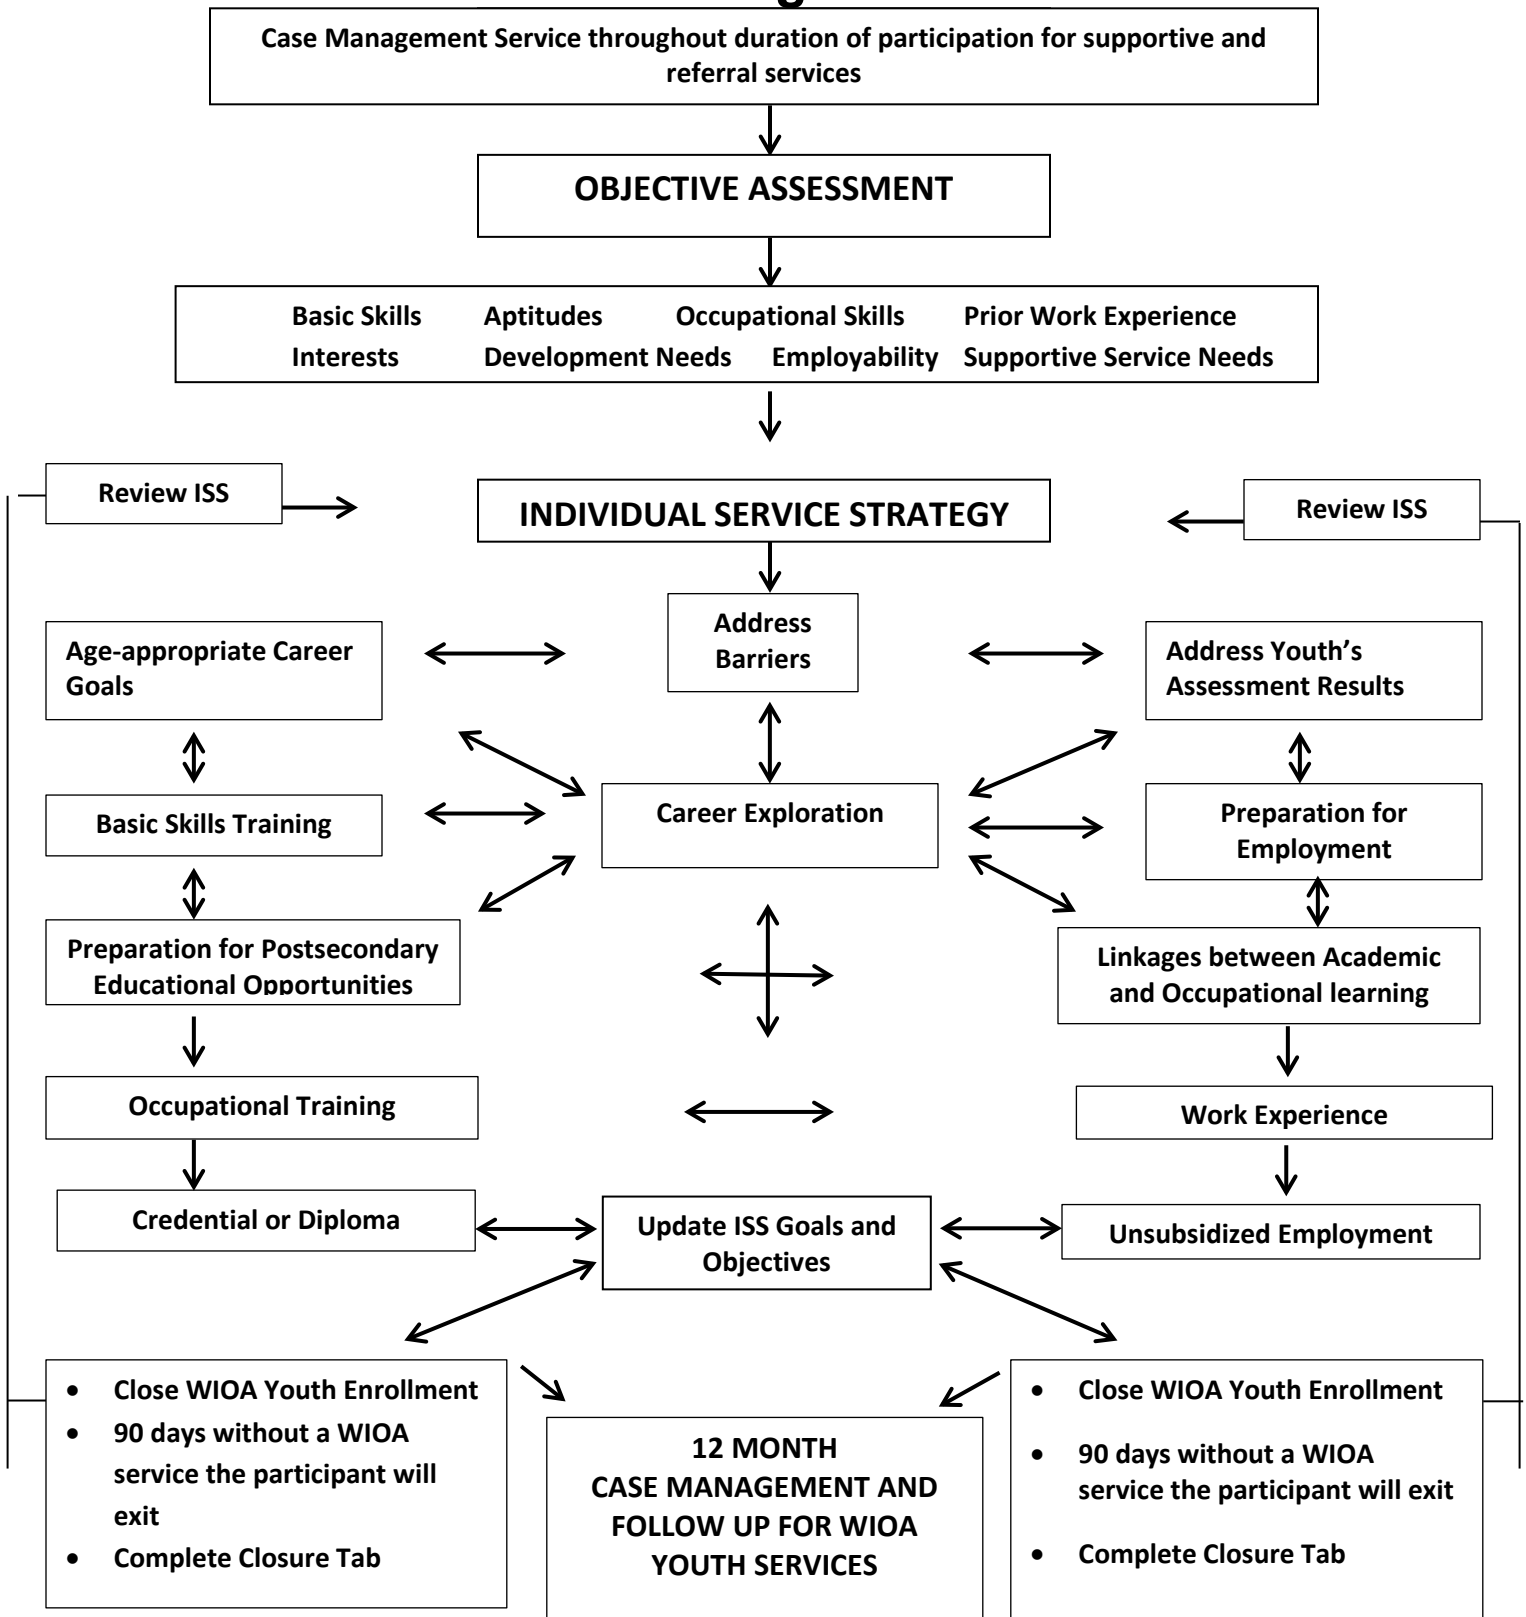 Case Management Service throughout duration of participation for supportive and
referral services
OBJECTIVE ASSESSMENT
Basic Skills Aptitudes Occupational Skills Prior Work Experience
Interests Development Needs Employability Supportive Service Needs
Review ISS
INDIVIDUAL SERVICE STRATEGY
Review ISS
Address
Barriers
Age-appropriate Career
Goals
Address Youth's
Assessment Results
Basic Skills Training
Career Exploration
Preparation for
Employment
Preparation for Postsecondary
Educational Opportunities
Linkages between Academic
and Occupational learning
Occupational Training
Work Experience
Credential or Diploma
Update ISS Goals and
Objectives
Unsubsidized Employment
• Close WIOA Youth Enrollment
• 90 days without a WIOA
service the participant will
exit
• Complete Closure Tab
12 MONTH
CASE MANAGEMENT AND
FOLLOW UP FOR WIOA
YOUTH SERVICES
• Close WIOA Youth Enrollment
• 90 days without a WIOA
service the participant will exit
• Complete Closure Tab